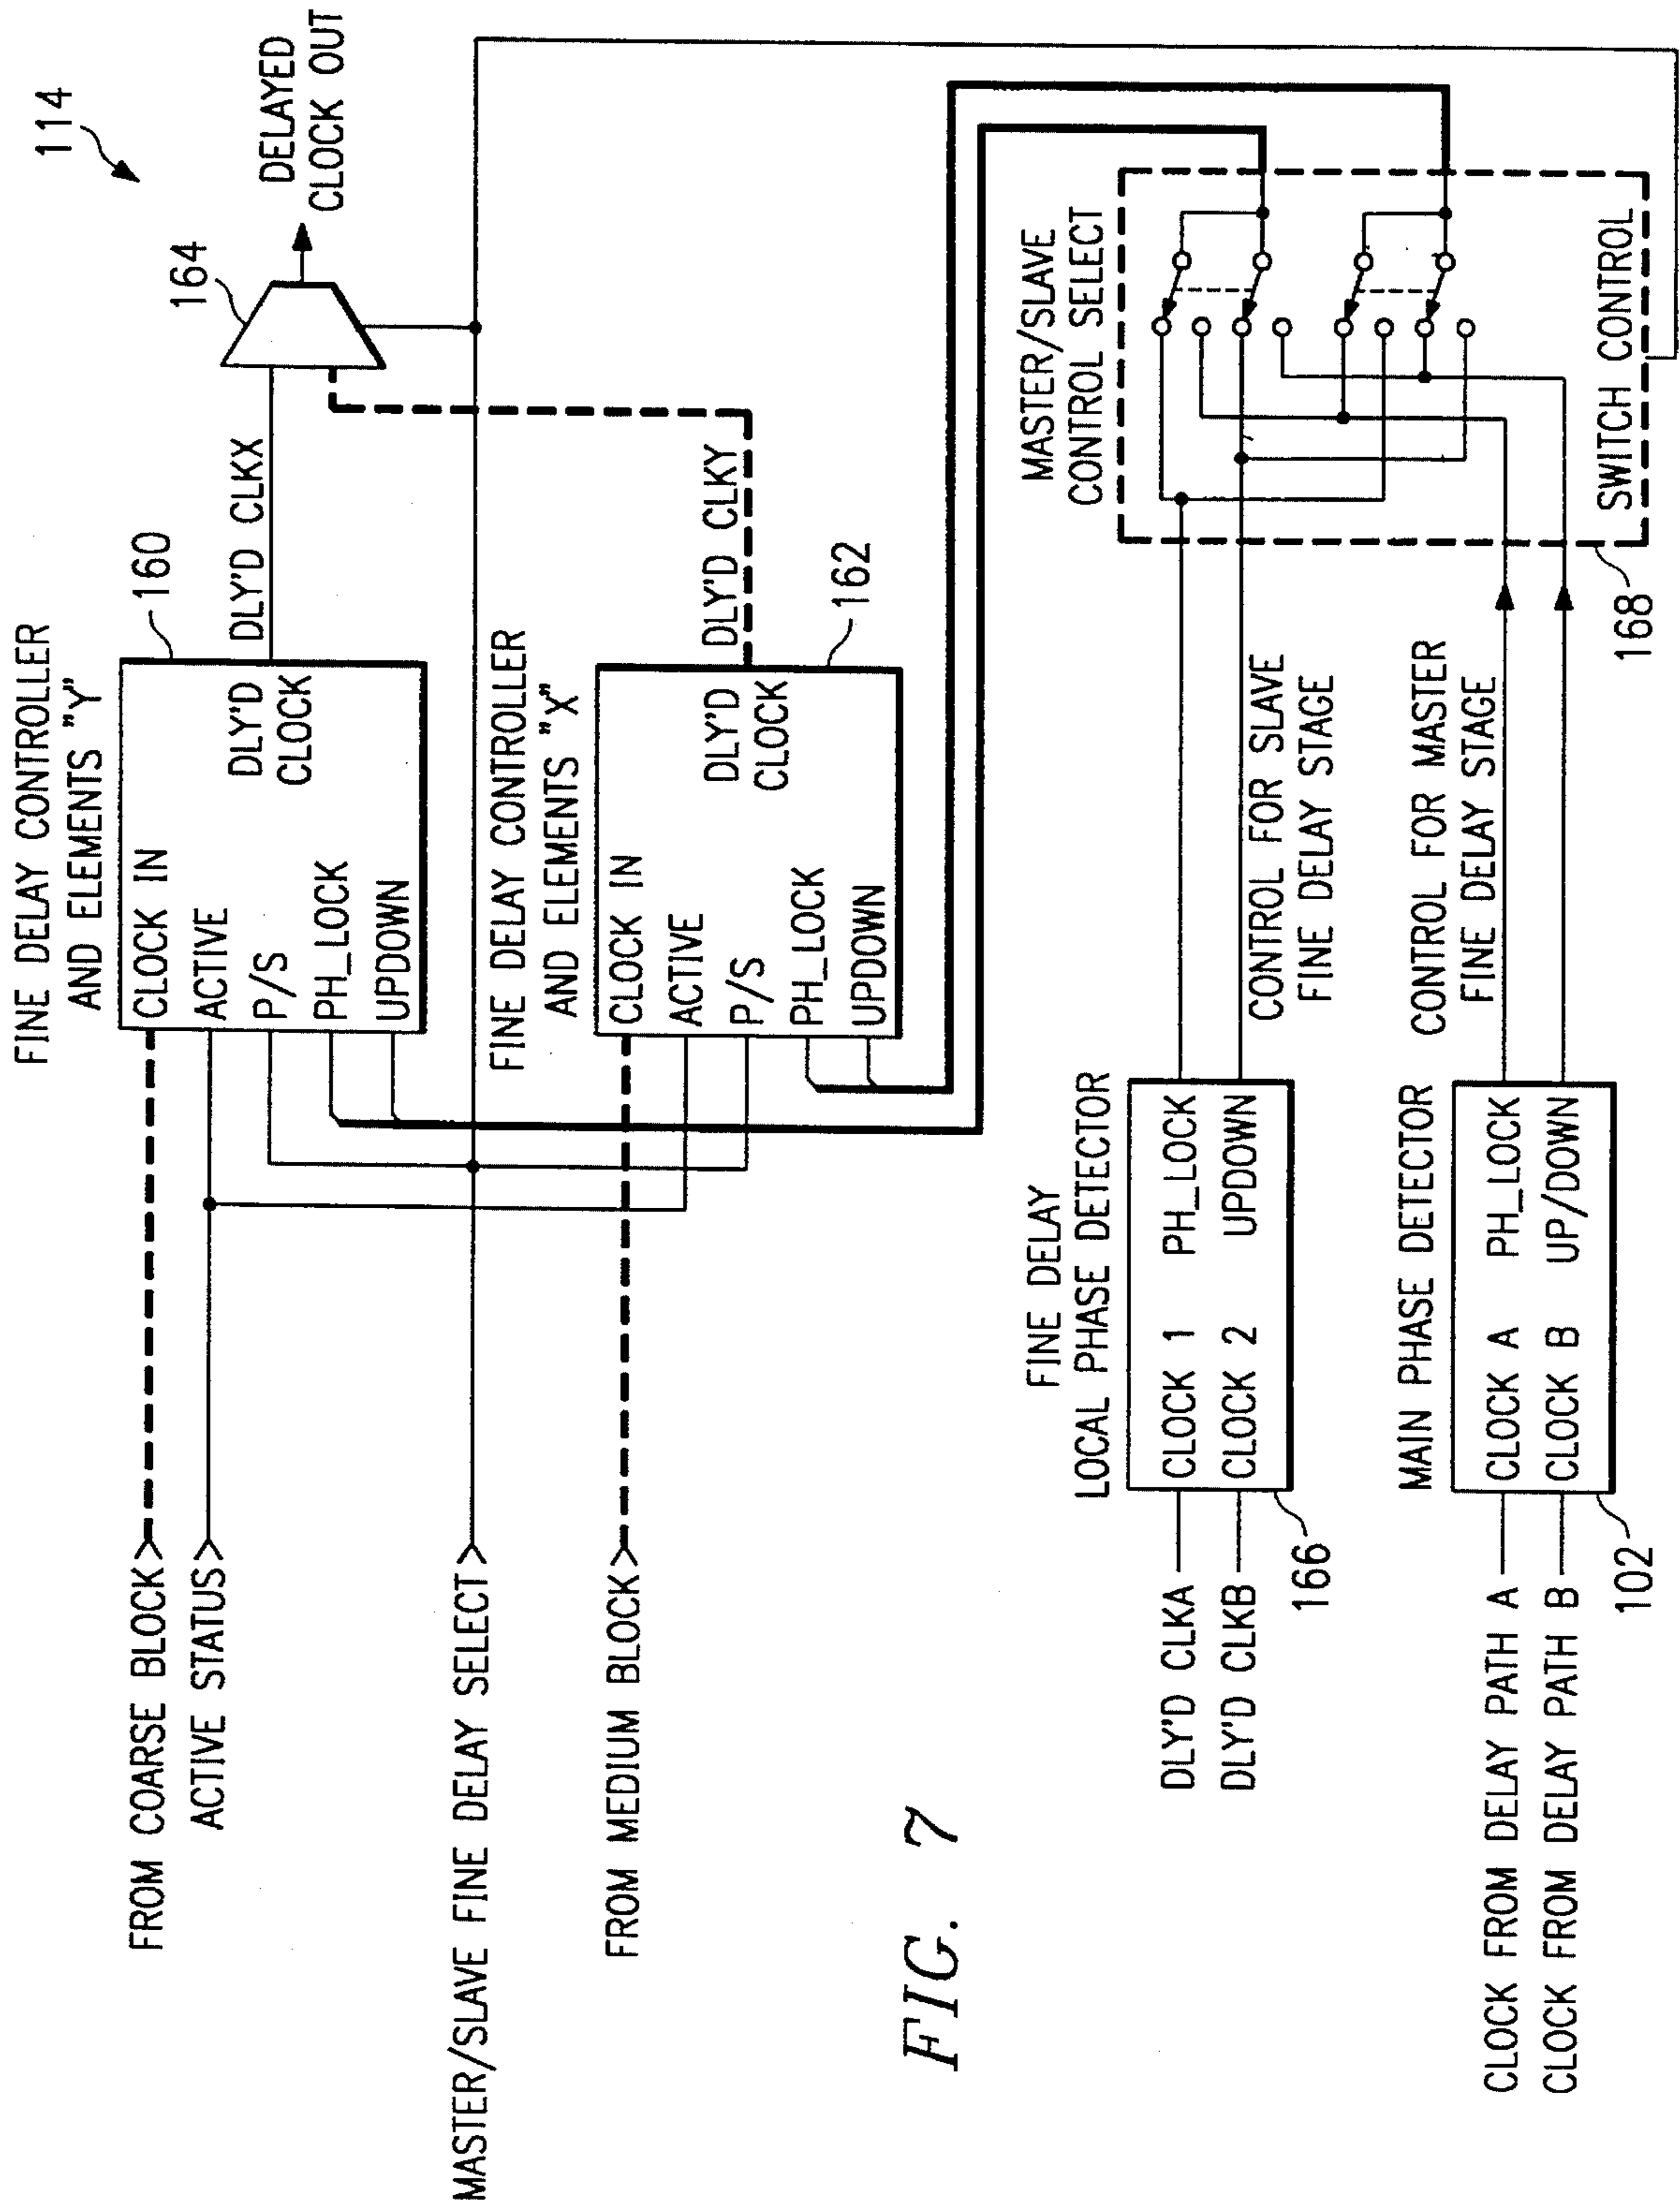 114
FINE DELAY CONTROLLER
AND ELEMENTS "Y"
160
164
DELAYED
CLOCK OUT
FROM COARSE BLOCK
ACTIVE STATUS
CLOCK IN
ACTIVE
P/S
PH_LOCK
UPDOWN
DLY'D
CLOCK
DLY'D CLKX
MASTER/SLAVE FINE DELAY SELECT
FINE DELAY CONTROLLER
AND ELEMENTS "X"
FROM MEDIUM BLOCK
CLOCK IN
ACTIVE
P/S
PH_LOCK
UPDOWN
DLY'D
CLOCK
DLY'D CLKY
162
FIG. 7
FINE DELAY
LOCAL PHASE DETECTOR
DLY'D CLKA
DLY'D CLKB
CLOCK 1 PH_LOCK
CLOCK 2 UPDOWN
166
CONTROL FOR SLAVE
FINE DELAY STAGE
MASTER/SLAVE
CONTROL SELECT
MAIN PHASE DETECTOR
CLOCK FROM DELAY PATH A
CLOCK FROM DELAY PATH B
CLOCK A PH_LOCK
CLOCK B UP/DOWN
102
CONTROL FOR MASTER
FINE DELAY STAGE
SWITCH CONTROL
168